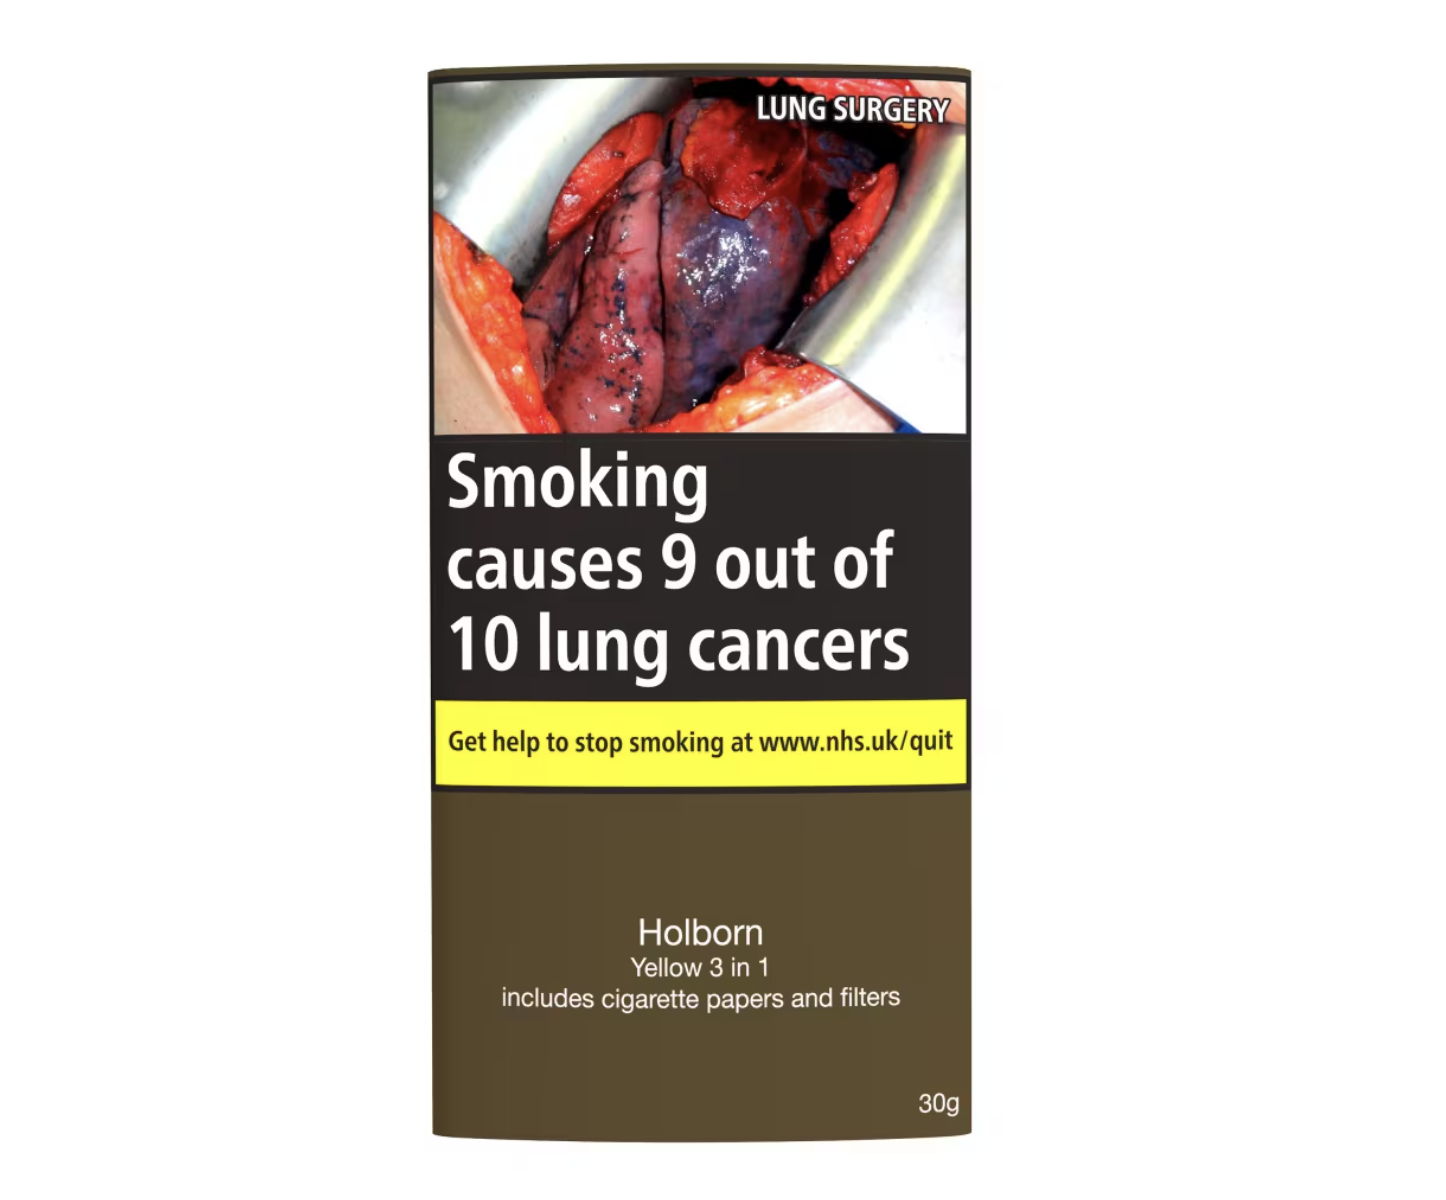 LUNG SURGERY
Smoking
causes 9 out of
10 lung cancers
Get help to stop smoking at www.nhs.uk/quit
Holborn
Yellow 3 in 1
includes cigarette papers and filters
30g